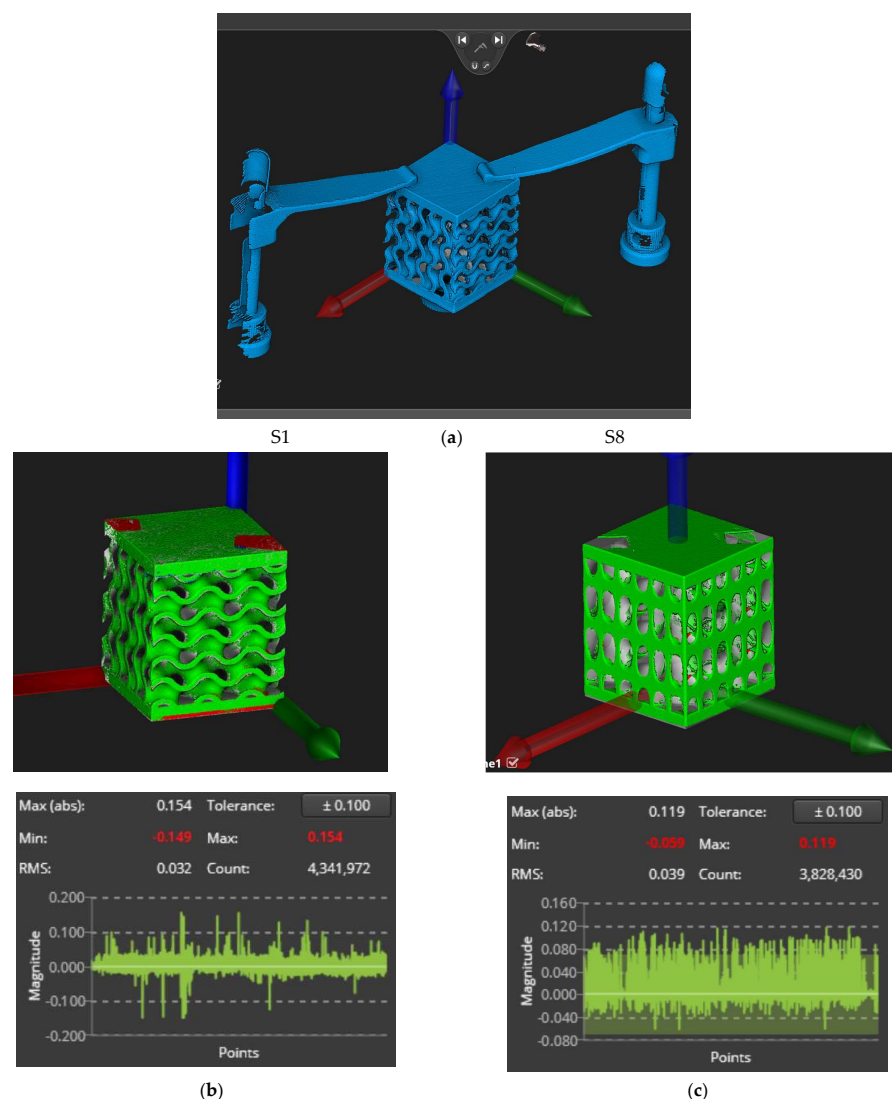 S1 (a) S8
ne1
Max (abs): 0.154 Tolerance: ± 0.100
Min: -0.149 Max: 0.154
RMS: 0.032 Count: 4,341,972
0.200
0.100
0.000
-0.100
-0.200
Magnitude
Points
(b)
Max (abs): 0.119 Tolerance: ± 0.100
Min: -0.059 Max: 0.119
RMS: 0.039 Count: 3,828,430
0.160
0.120
0.080
0.040
0.000
-0.040
-0.080
Magnitude
Points
(c)